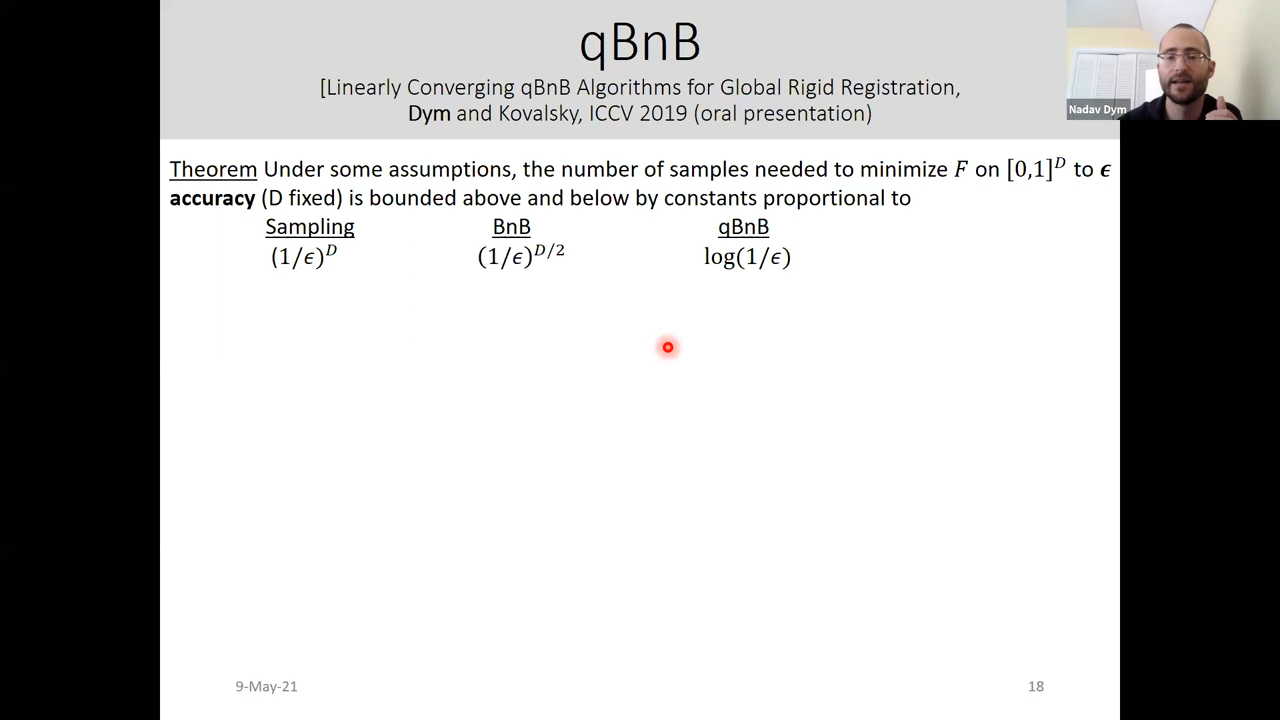 qBnB
[Linearly Converging qBnB Algorithms for Global Rigid Registration,
Dym and Kovalsky, ICCV 2019 (oral presentation)
Nadav Dym
Theorem Under some assumptions, the number of samples needed to minimize F on [0,1]^D to ϵ
accuracy (D fixed) is bounded above and below by constants proportional to
Sampling BnB qBnB
(1/ϵ)^D (1/ϵ)^{D/2} log(1/ϵ)
9-May-21 18